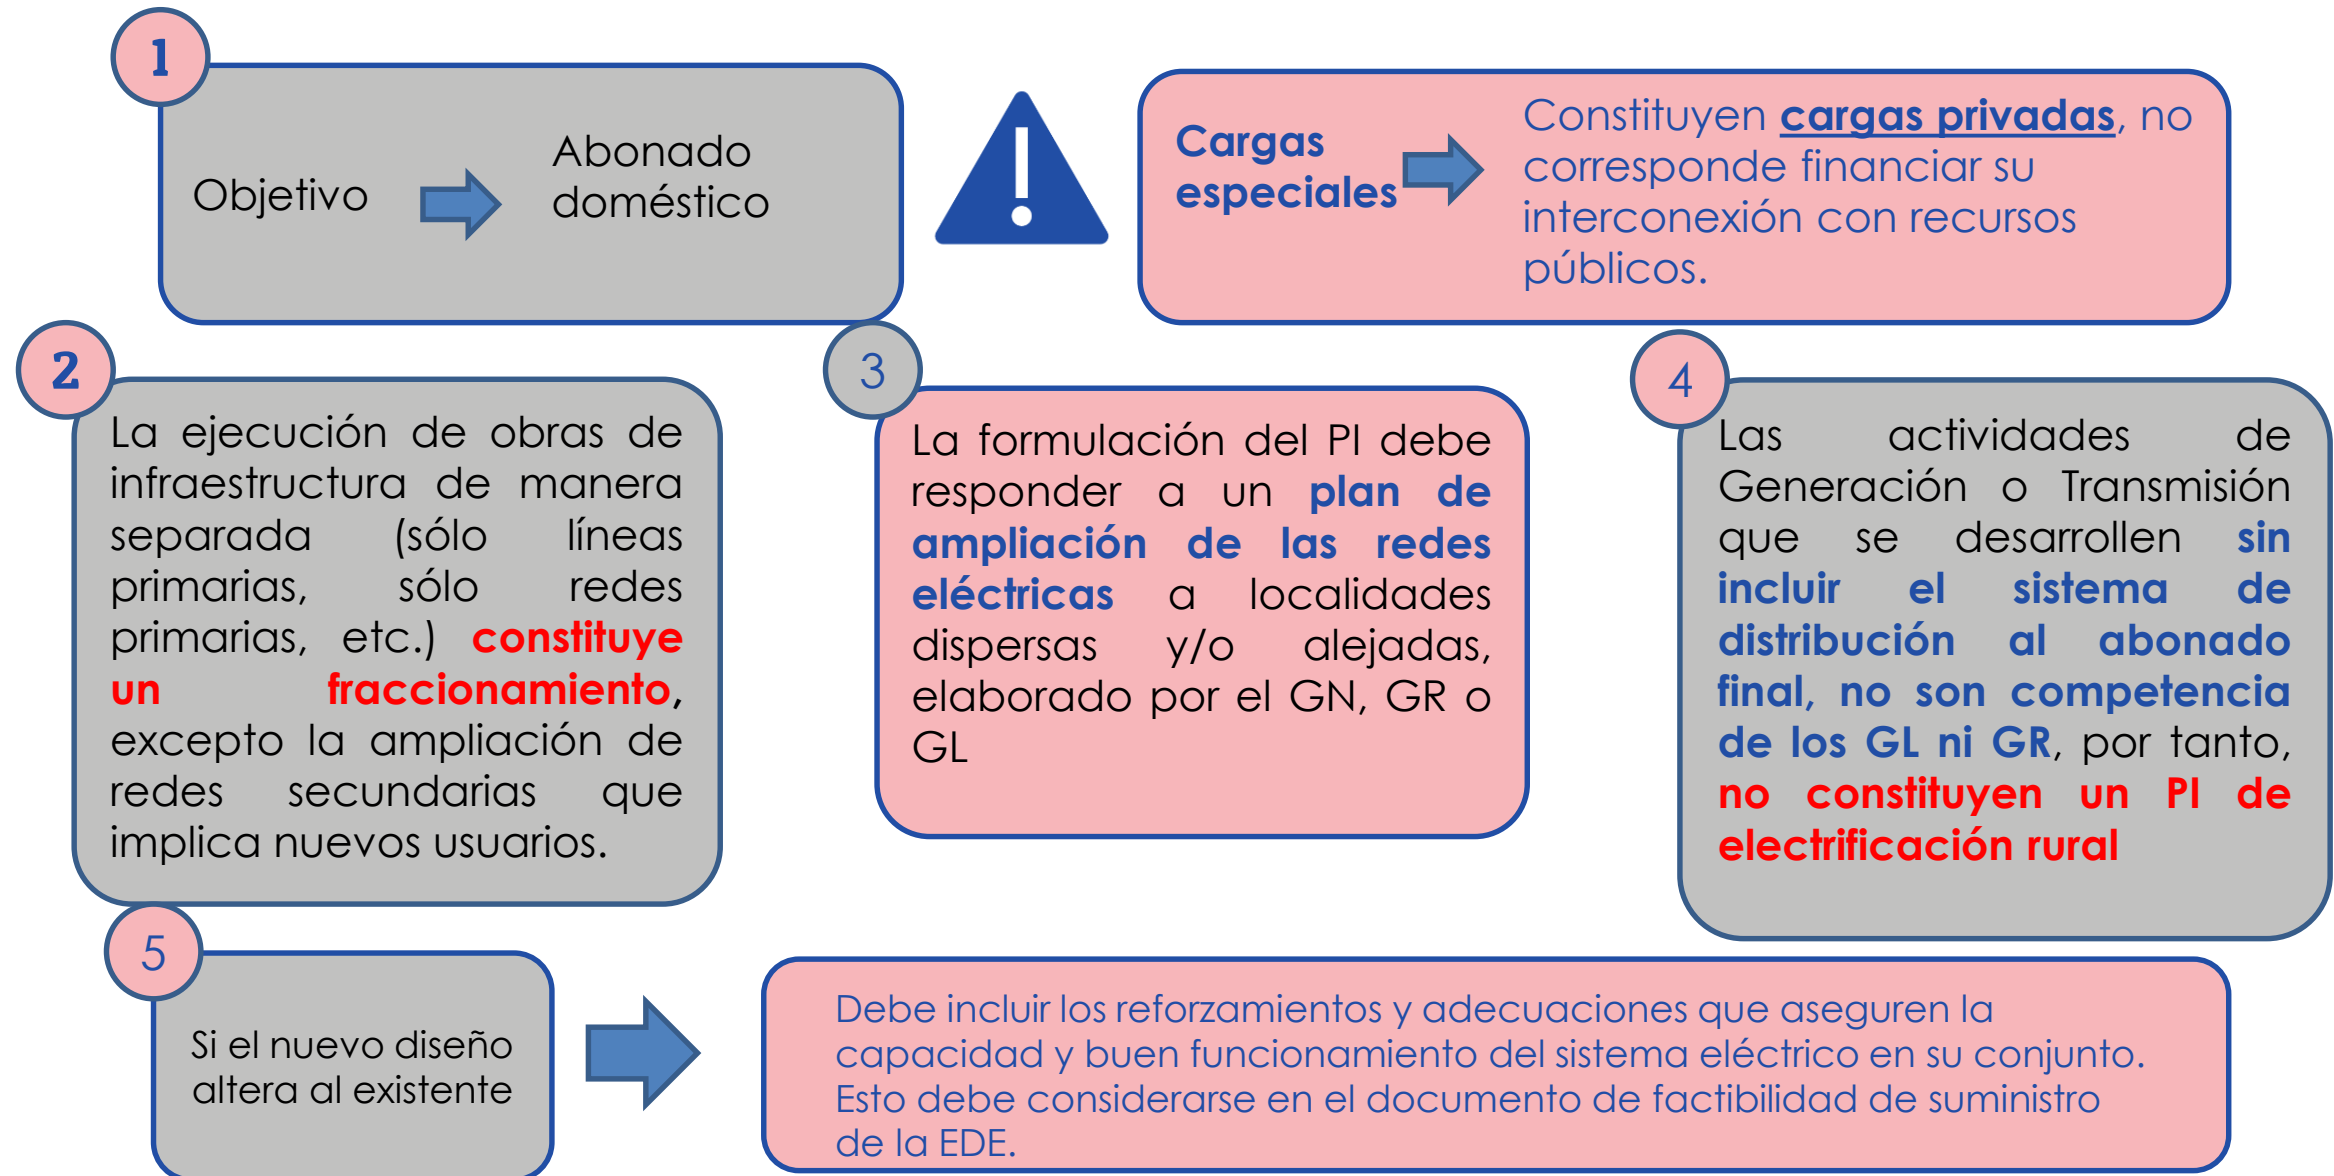 1
Objetivo
Abonado
doméstico
Cargas
especiales
Constituyen cargas privadas, no
corresponde financiar su
interconexión con recursos
públicos.
2
La ejecución de obras de
infraestructura de manera
separada (sólo líneas
primarias, sólo redes
primarias, etc.) constituye
un fraccionamiento,
excepto la ampliación de
redes secundarias que
implica nuevos usuarios.
3
La formulación del PI debe
responder a un plan de
ampliación de las redes
eléctricas a localidades
dispersas y/o alejadas,
elaborado por el GN, GR o
GL
4
Las actividades de
Generación o Transmisión
que se desarrollen sin
incluir el sistema de
distribución al abonado
final, no son competencia
de los GL ni GR, por tanto,
no constituyen un PI de
electrificación rural
5
Si el nuevo diseño
altera al existente
Debe incluir los reforzamientos y adecuaciones que aseguren la
capacidad y buen funcionamiento del sistema eléctrico en su conjunto.
Esto debe considerarse en el documento de factibilidad de suministro
de la EDE.